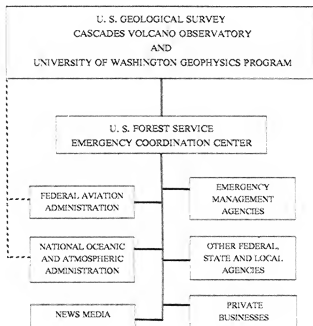 U. S. GEOLOGICAL SURVEY
CASCADES VOLCANO OBSERVATORY
AND
UNIVERSITY OF WASHINGTON GEOPHYSICS PROGRAM
U. S. FOREST SERVICE
EMERGENCY COORDINATION CENTER
FEDERAL AVIATION
ADMINISTRATION
EMERGENCY
MANAGEMENT
AGENCIES
NATIONAL OCEANIC
AND ATMOSPHERIC
ADMINISTRATION
OTHER FEDERAL,
STATE AND LOCAL
AGENCIES
NEWS MEDIA
PRIVATE
BUSINESSES